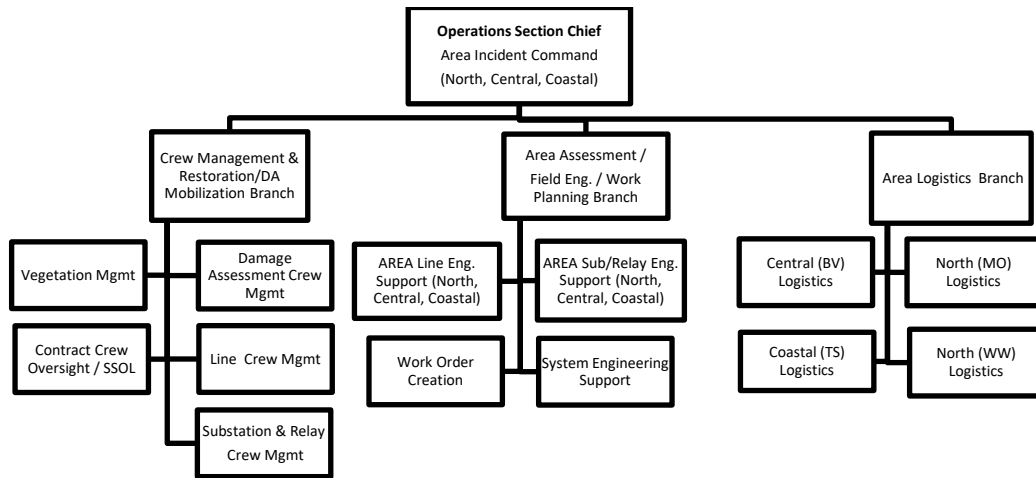 Operations Section Chief
Area Incident Command
(North, Central, Coastal)
Crew Management &
Restoration/DA
Mobilization Branch
Area Assessment /
Field Eng. / Work
Planning Branch
Area Logistics Branch
Vegetation Mgmt
Damage
Assessment Crew
Mgmt
AREA Line Eng.
Support (North,
Central, Coastal)
AREA Sub/Relay Eng.
Support (North,
Central, Coastal)
Central (BV)
Logistics
North (MO)
Logistics
Contract Crew
Oversight / SSOL
Line Crew Mgmt
Work Order
Creation
System Engineering
Support
Coastal (TS)
Logistics
North (WW)
Logistics
Substation & Relay
Crew Mgmt